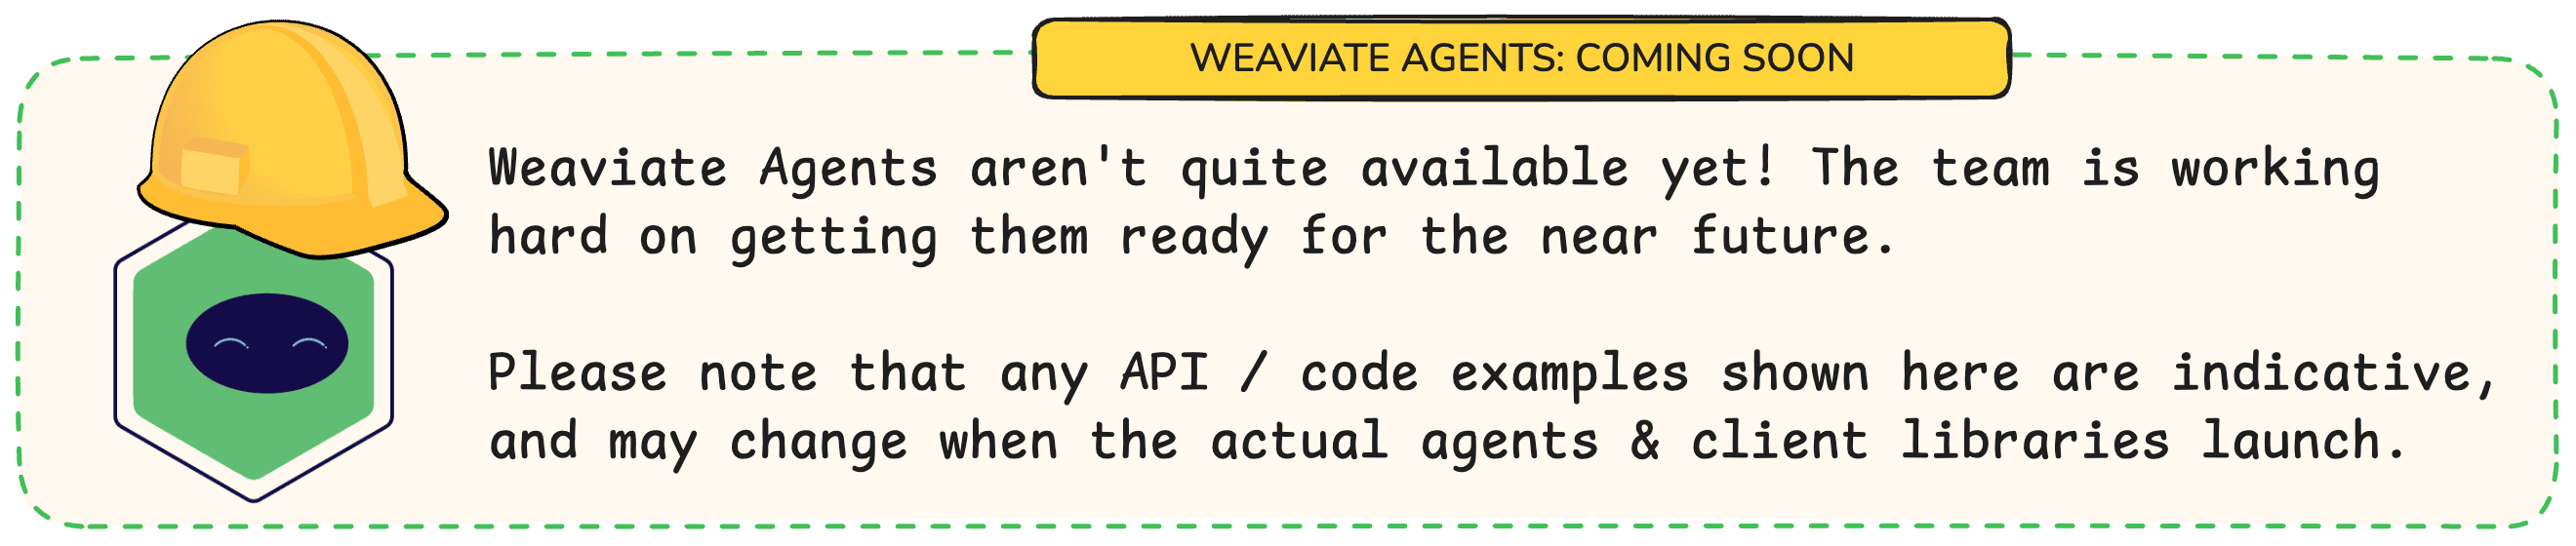 WEAVIATE AGENTS: COMING SOON
Weaviate Agents aren't quite available yet! The team is working
hard on getting them ready for the near future.
Please note that any API / code examples shown here are indicative,
and may change when the actual agents & client libraries launch.